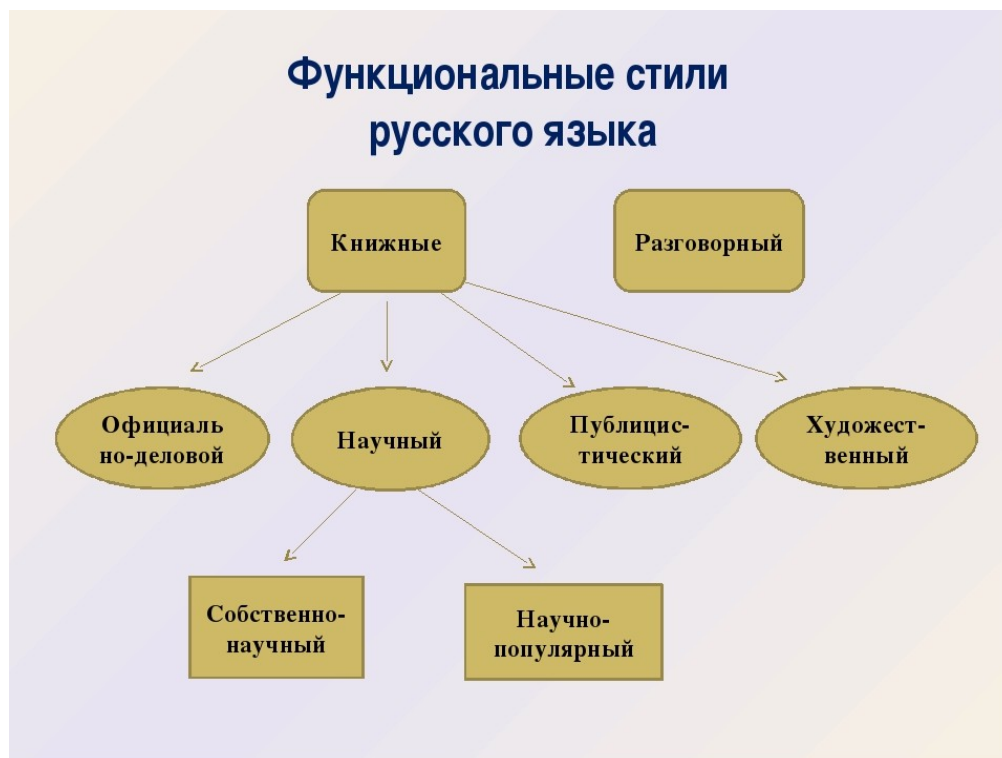 Функциональные стили
русского языка
Книжные
Разговорный
Официаль
но-деловой
Научный
Публицис-
тический
Художест-
венный
Собственно-
научный
Научно-
популярный